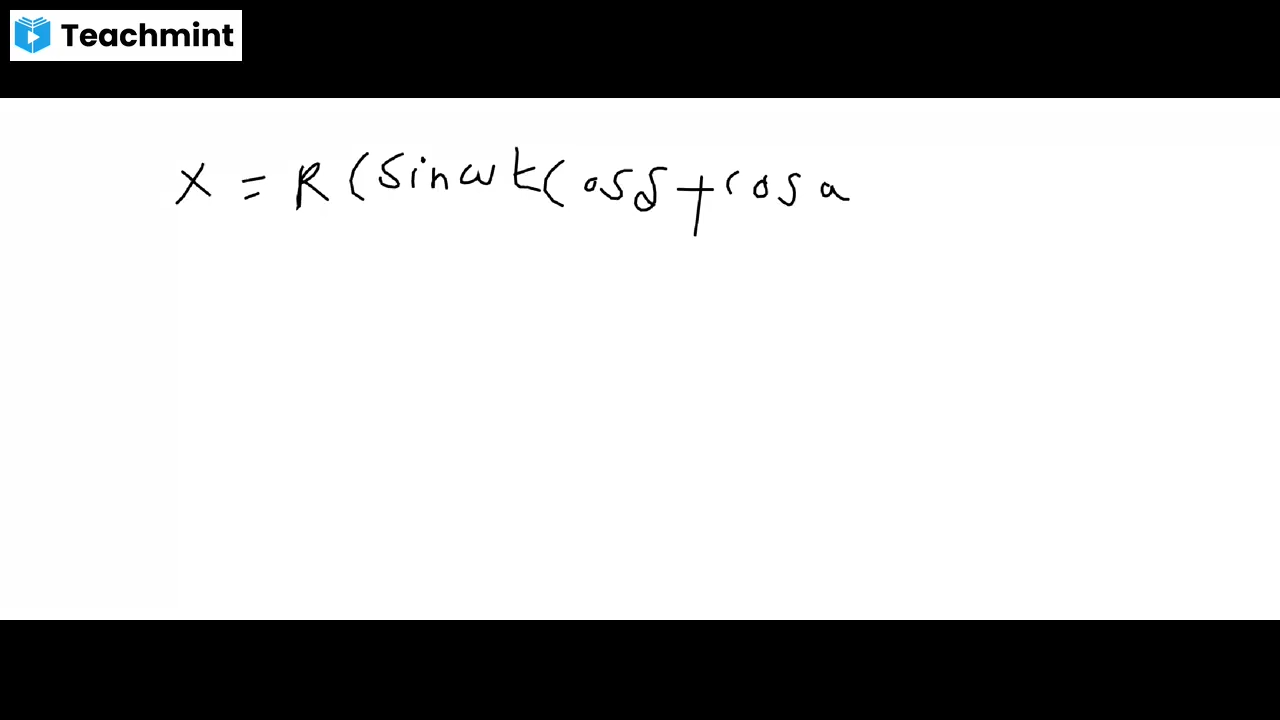 Teachmint
X = R (Sinωt Cosδ + cos a